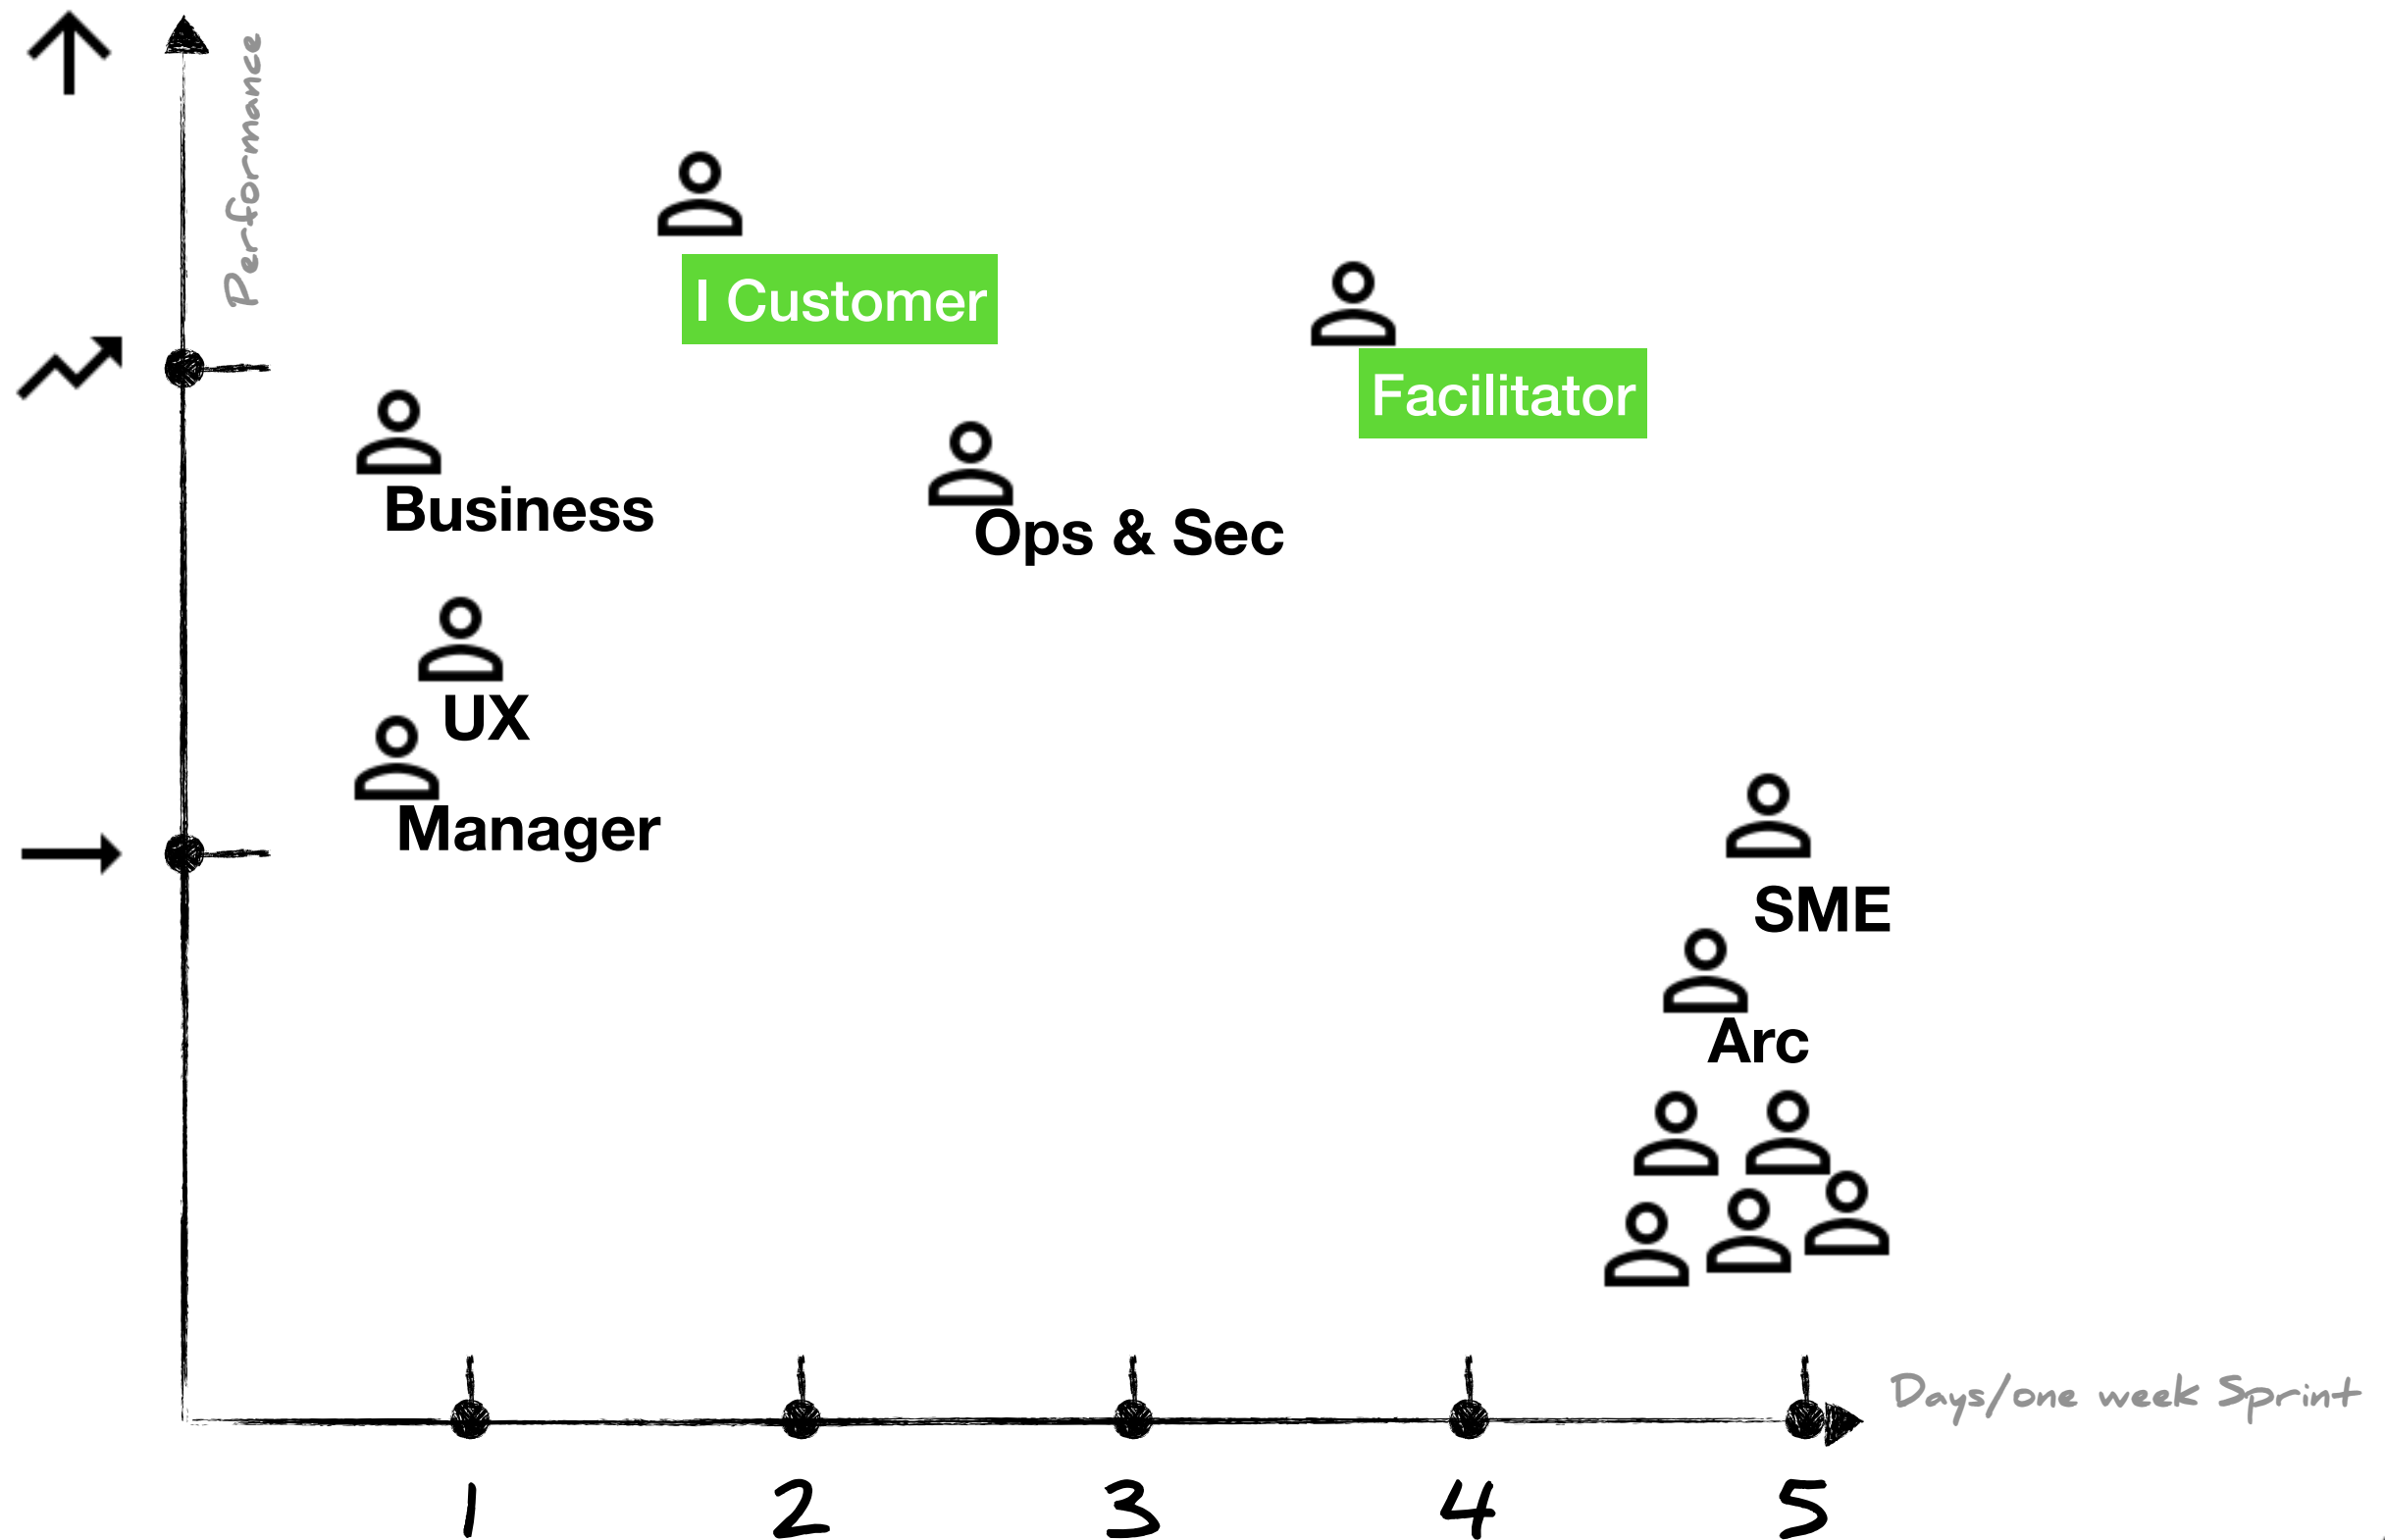 Performance
I Customer
Facilitator
Business
Ops & Sec
UX
Manager
SME
Arc
Days/one week Sprint
1
2
3
4
5